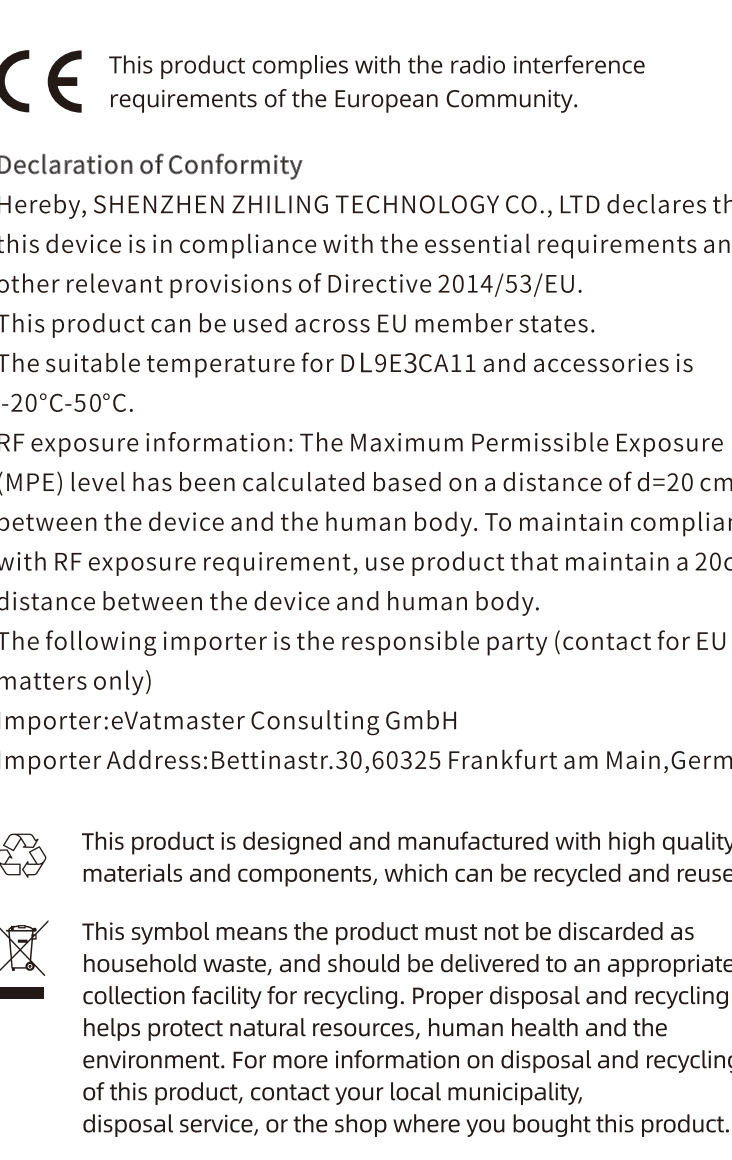 CE This product complies with the radio interference
requirements of the European Community.
Declaration of Conformity
Hereby, SHENZHEN ZHILING TECHNOLOGY CO., LTD declares th
this device is in compliance with the essential requirements an
other relevant provisions of Directive 2014/53/EU.
This product can be used across EU member states.
The suitable temperature for DL9E3CA11 and accessories is
-20°C-50°C.
RF exposure information: The Maximum Permissible Exposure
(MPE) level has been calculated based on a distance of d=20 cm
between the device and the human body. To maintain complian
with RF exposure requirement, use product that maintain a 20c
distance between the device and human body.
The following importer is the responsible party (contact for EU
matters only)
Importer:eVatmaster Consulting GmbH
Importer Address:Bettinastr.30,60325 Frankfurt am Main,Germ
This product is designed and manufactured with high quality
materials and components, which can be recycled and reuse
This symbol means the product must not be discarded as
household waste, and should be delivered to an appropriate
collection facility for recycling. Proper disposal and recycling
helps protect natural resources, human health and the
environment. For more information on disposal and recycling
of this product, contact your local municipality,
disposal service, or the shop where you bought this product.